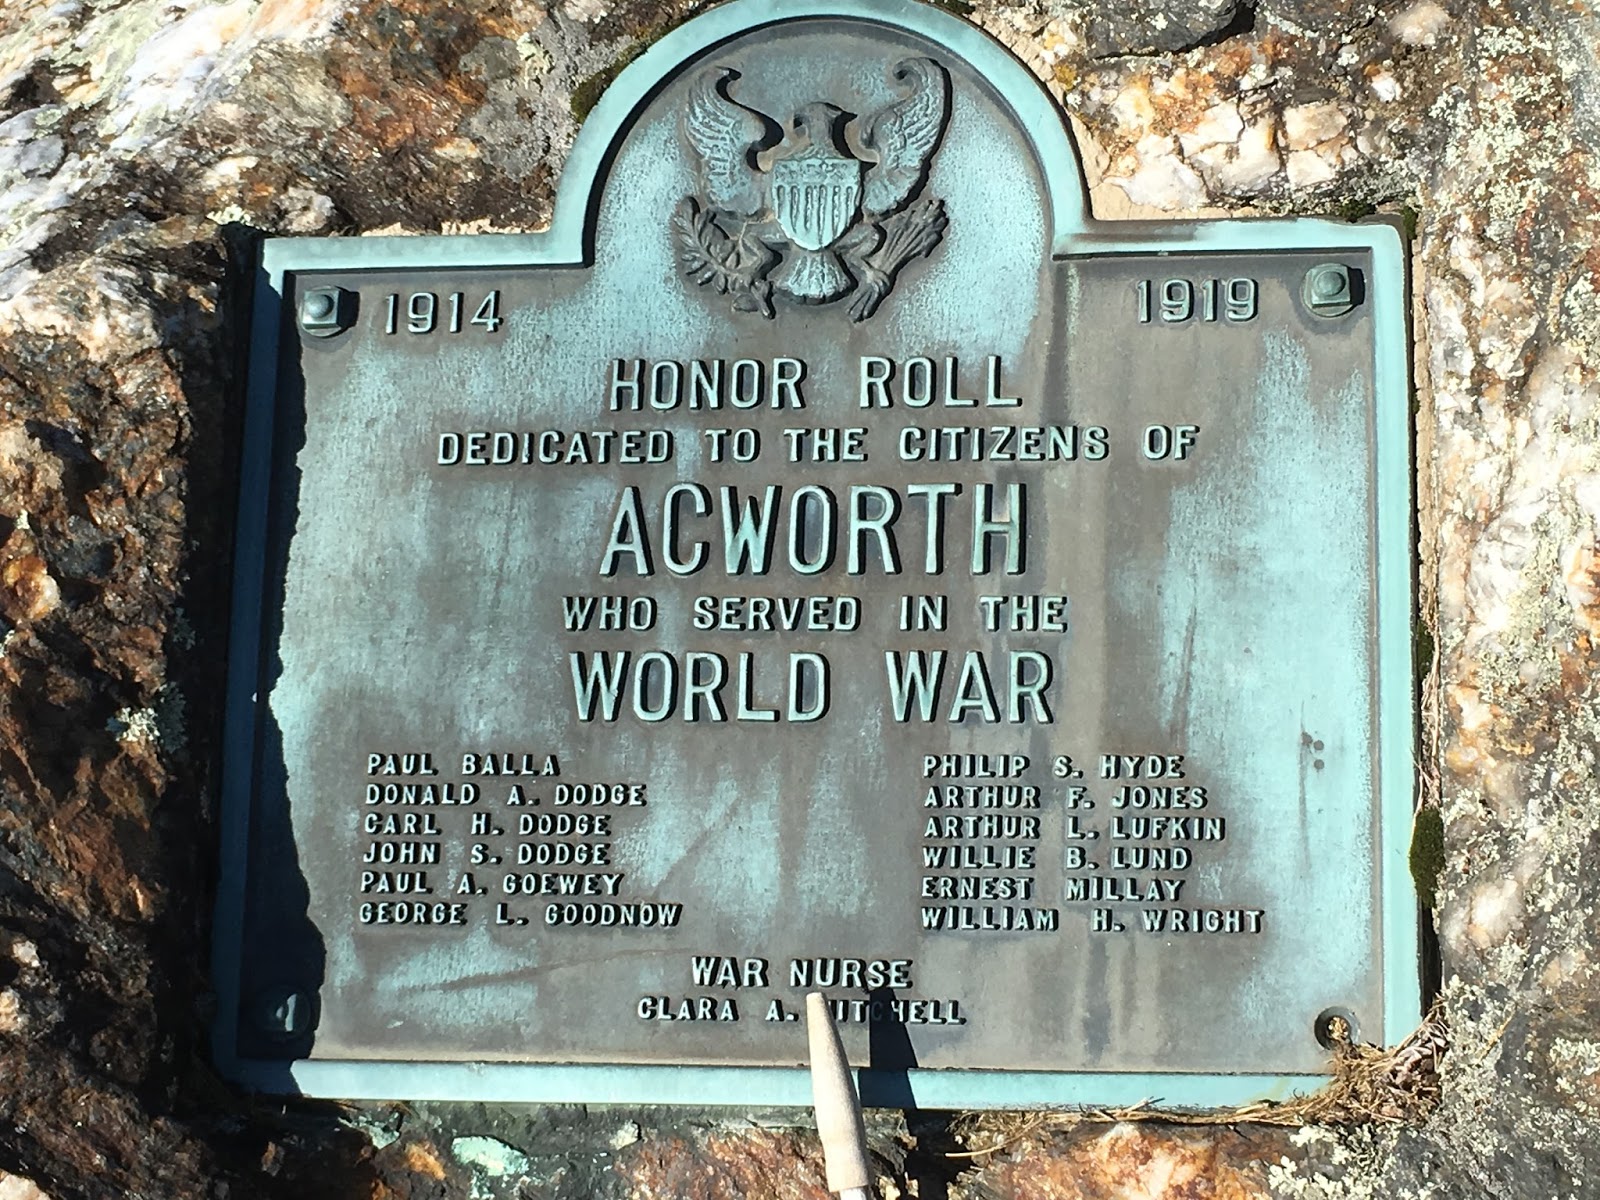 1914 1919
HONOR ROLL
DEDICATED TO THE CITIZENS OF
ACWORTH
WHO SERVED IN THE
WORLD WAR
PAUL BALLA
DONALD A. DODGE
CARL H. DODGE
JOHN S. DODGE
PAUL A. GOEWEY
GEORGE L. GOODNOW
PHILIP S. HYDE
ARTHUR F. JONES
ARTHUR L. LUFKIN
WILLIE B. LUND
ERNEST MILLAY
WILLIAM H. WRIGHT
WAR NURSE
CLARA A.